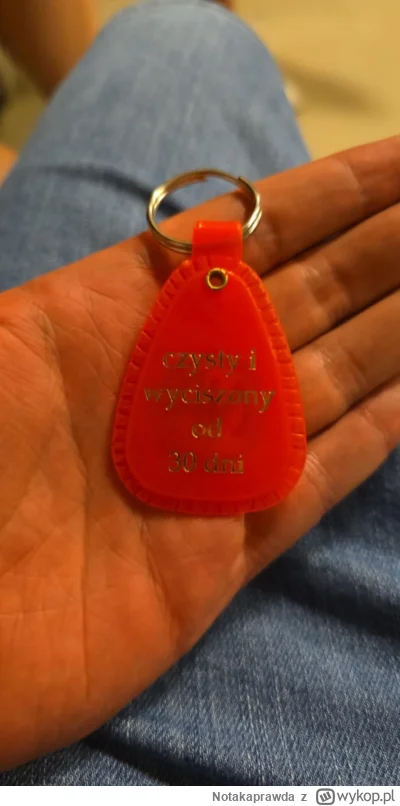 czysty i
wyciszony
od
30 dni
Notakaprawda z wykop.pl